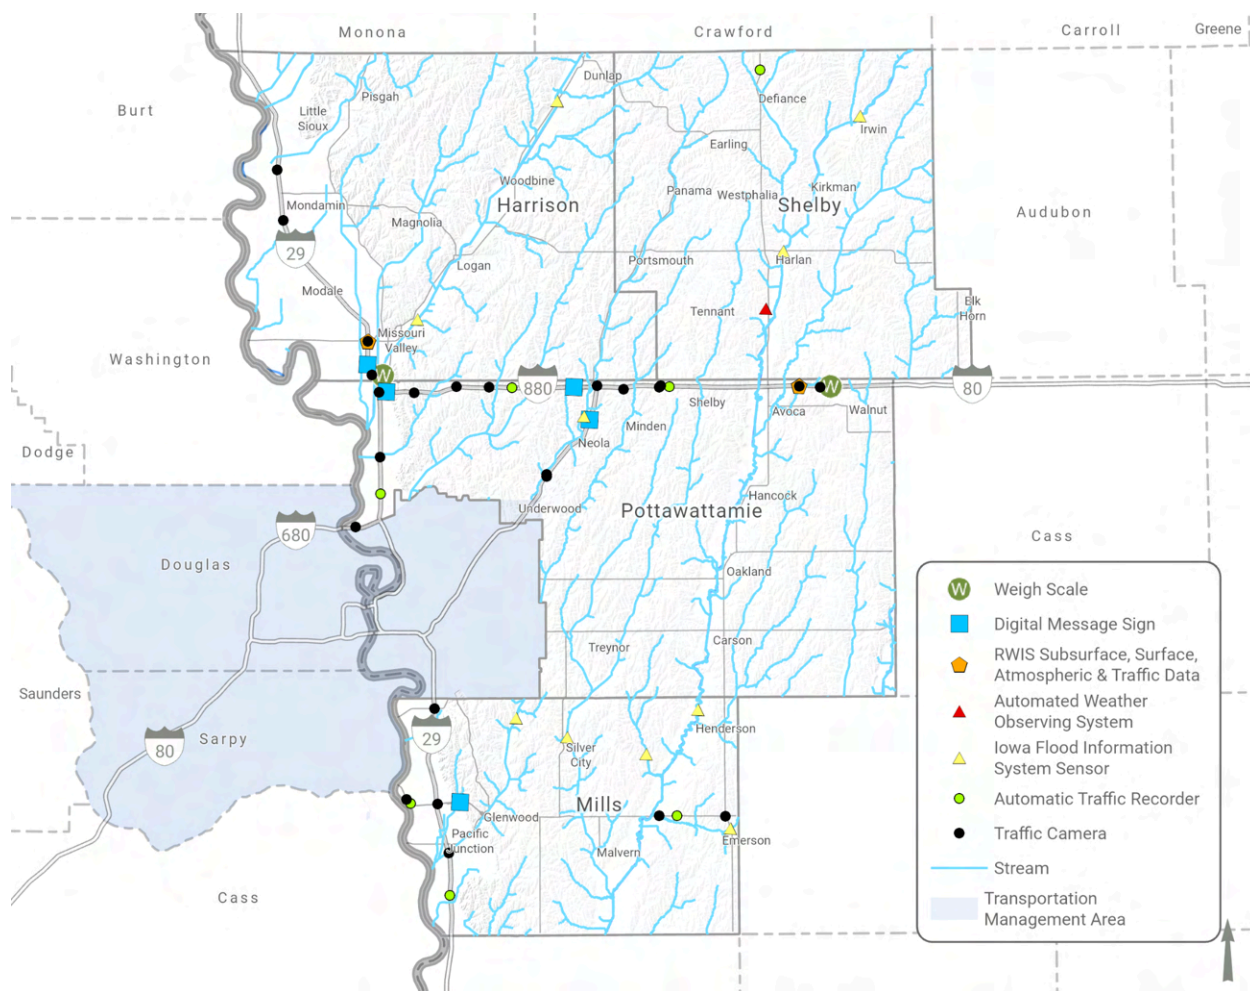 Monona
Crawford
Carroll
Greene
Burt
Dunlap
Pisgah
Little
Sioux
Defiance
Irwin
Earling
Woodbine
Panama
Westphalia
Kirkman
Harrison
Shelby
Mondamin
Magnolia
Audubon
29
Logan
Portsmouth
Harlan
Modale
Tennant
Elk
Horn
Missouri
Valley
Washington
W
880
W
80
Shelby
Avoca
Walnut
Minden
Neola
Dodge
Hancock
Underwood
Pottawattamie
680
Cass
Douglas
Oakland
Treynor
Carson
Saunders
Henderson
29
80
Sarpy
Silver
City
Mills
Glenwood
Pacific
Junction
Malvern
Emerson
Cass
W
Weigh Scale
Digital Message Sign
RWIS Subsurface, Surface,
Atmospheric & Traffic Data
Automated Weather
Observing System
Iowa Flood Information
System Sensor
Automatic Traffic Recorder
Traffic Camera
Stream
Transportation
Management Area